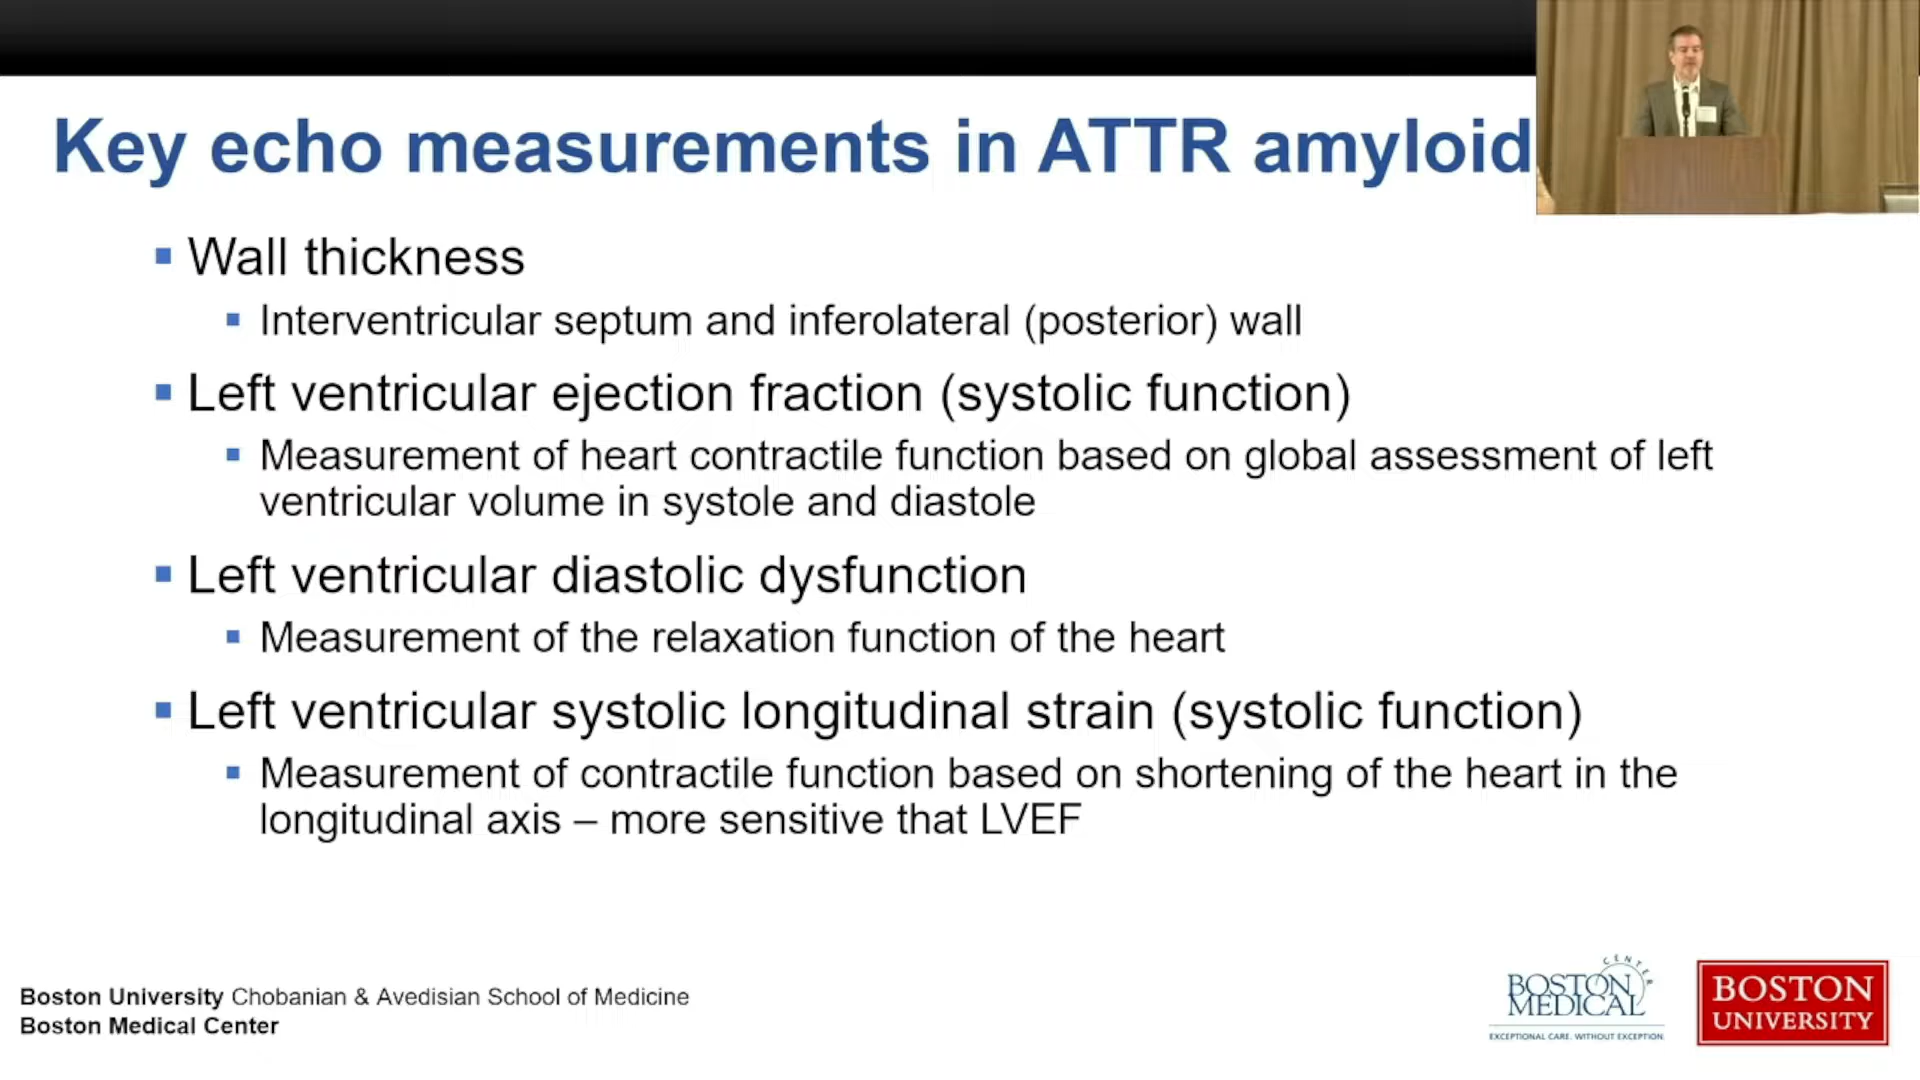 Key echo measurements in ATTR amyloid
Wall thickness
Interventricular septum and inferolateral (posterior) wall
Left ventricular ejection fraction (systolic function)
Measurement of heart contractile function based on global assessment of left
ventricular volume in systole and diastole
Left ventricular diastolic dysfunction
Measurement of the relaxation function of the heart
Left ventricular systolic longitudinal strain (systolic function)
Measurement of contractile function based on shortening of the heart in the
longitudinal axis – more sensitive that LVEF
Boston University Chobanian & Avedisian School of Medicine
Boston Medical Center
BOSTON
MEDICAL
CENTER
EXCEPTIONAL CARE. WITHOUT EXCEPTION.
BOSTON
UNIVERSITY